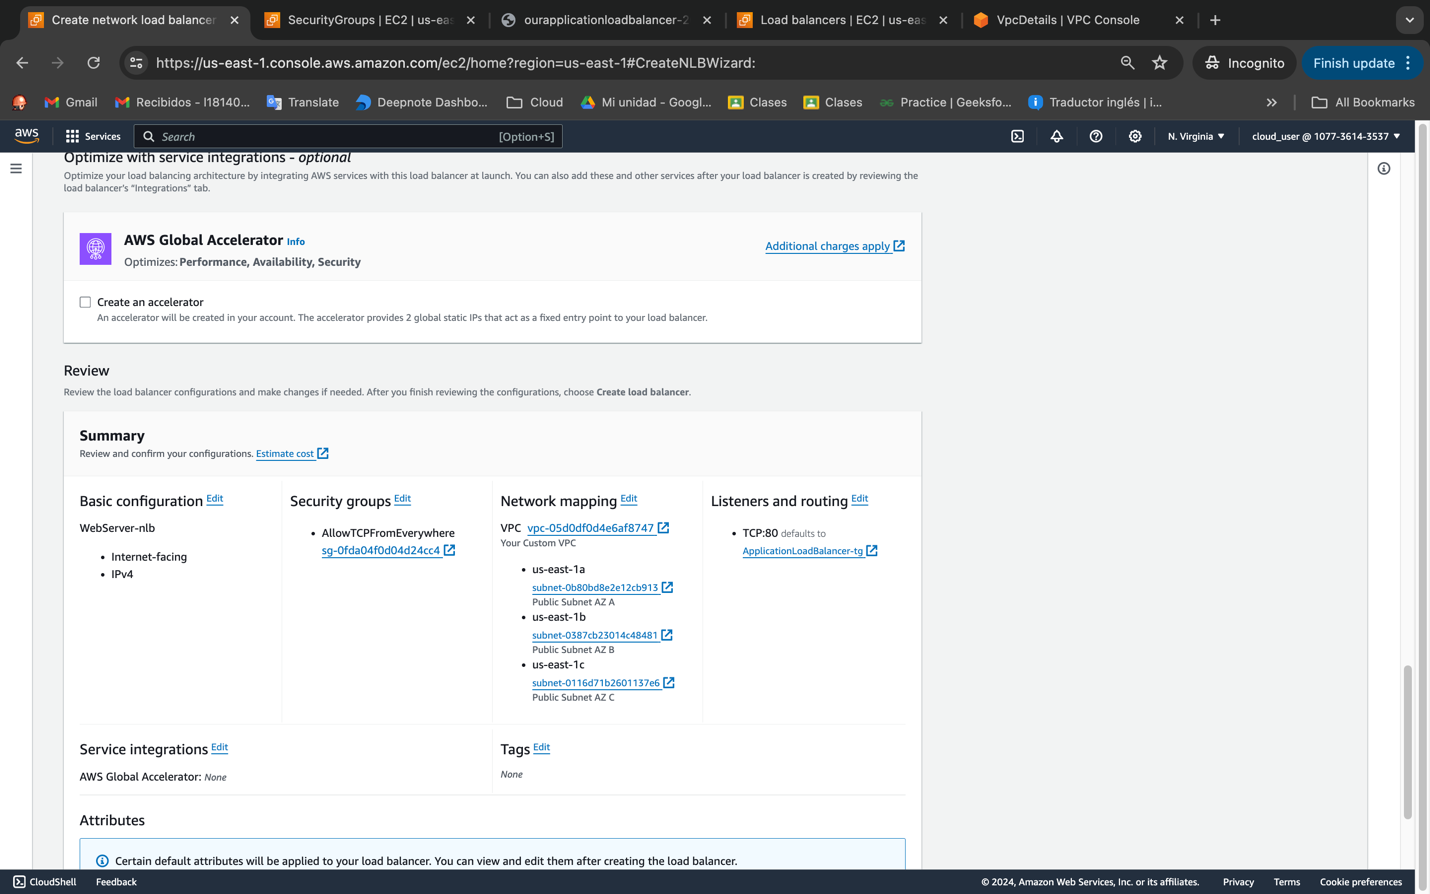 Create network load balancer
SecurityGroups | EC2 | us-eas
ourapplicationloadbalancer-2
Load balancers | EC2 | us-eas
VpcDetails | VPC Console
https://us-east-1.console.aws.amazon.com/ec2/home?region=us-east-1#CreateNLBWizard:
Incognito
Finish update
Gmail
Recibidos - l18140...
Translate
Deepnote Dashbo...
Cloud
Mi unidad - Googl...
Clases
Clases
Practice | Geeksfo...
Traductor inglés | i...
All Bookmarks
aws
Services
Search
[Option+S]
N. Virginia
cloud_user @ 1077-3614-3537
Optimize with service integrations - optional
Optimize your load balancing architecture by integrating AWS services with this load balancer at launch. You can also add these and other services after your load balancer is created by reviewing the
load balancer's “Integrations” tab.
AWS Global Accelerator Info
Optimizes: Performance, Availability, Security
Additional charges apply
Create an accelerator
An accelerator will be created in your account. The accelerator provides 2 global static IPs that act as a fixed entry point to your load balancer.
Review
Review the load balancer configurations and make changes if needed. After you finish reviewing the configurations, choose Create load balancer.
Summary
Review and confirm your configurations. Estimate cost
Basic configuration Edit
WebServer-nlb
• Internet-facing
• IPv4
Security groups Edit
• AllowTCPFromEverywhere
sg-0fda04f0d04d24cc4
Network mapping Edit
VPC vpc-05d0df0d4e6af8747
Your Custom VPC
• us-east-1a
subnet-0b80bd8e2e12cb913
Public Subnet AZ A
• us-east-1b
subnet-0387cb23014c48481
Public Subnet AZ B
• us-east-1c
subnet-0116d71b2601137e6
Public Subnet AZ C
Listeners and routing Edit
• TCP:80 defaults to
ApplicationLoadBalancer-tg
Service integrations Edit
AWS Global Accelerator: None
Tags Edit
None
Attributes
Certain default attributes will be applied to your load balancer. You can view and edit them after creating the load balancer.
CloudShell
Feedback
© 2024, Amazon Web Services, Inc. or its affiliates.
Privacy
Terms
Cookie preferences